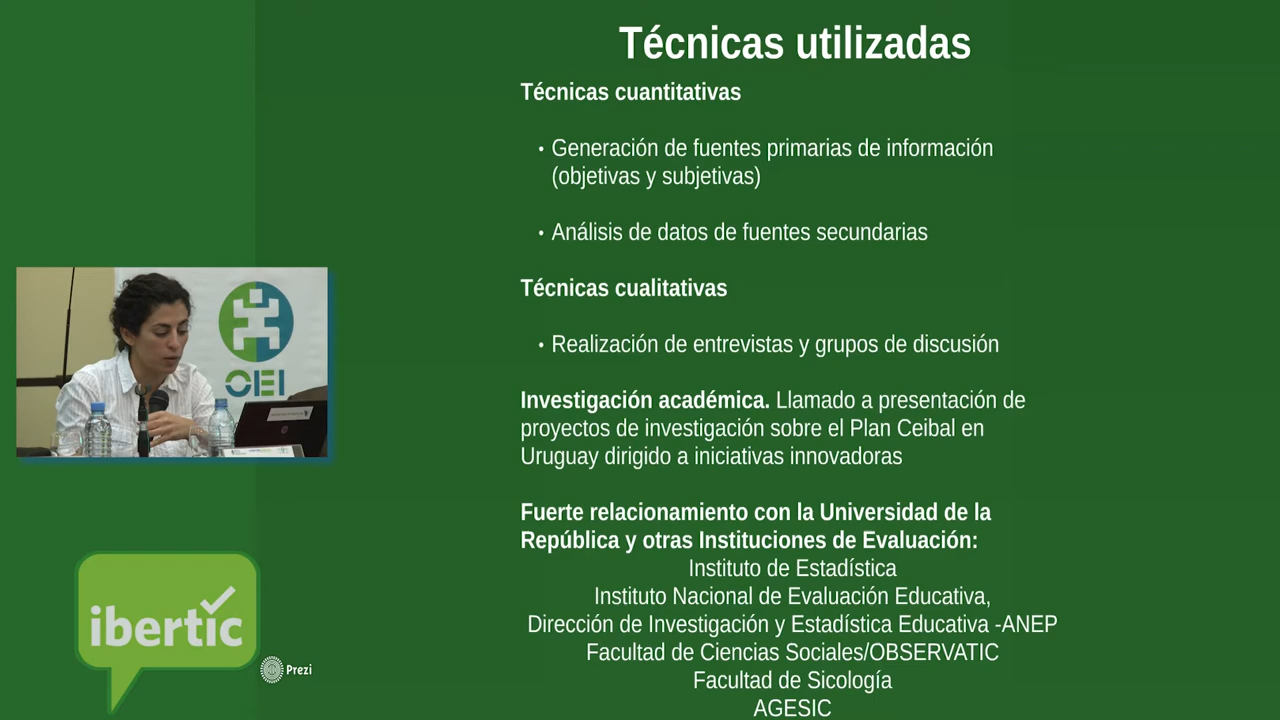 Técnicas utilizadas
Técnicas cuantitativas
• Generación de fuentes primarias de información
(objetivas y subjetivas)
• Análisis de datos de fuentes secundarias
Técnicas cualitativas
• Realización de entrevistas y grupos de discusión
Investigación académica. Llamado a presentación de
proyectos de investigación sobre el Plan Ceibal en
Uruguay dirigido a iniciativas innovadoras
Fuerte relacionamiento con la Universidad de la
República y otras Instituciones de Evaluación:
Instituto de Estadística
Instituto Nacional de Evaluación Educativa,
Dirección de Investigación y Estadística Educativa -ANEP
Facultad de Ciencias Sociales/OBSERVATIC
Facultad de Sicología
AGESIC
OEI
ibertic
Prezi